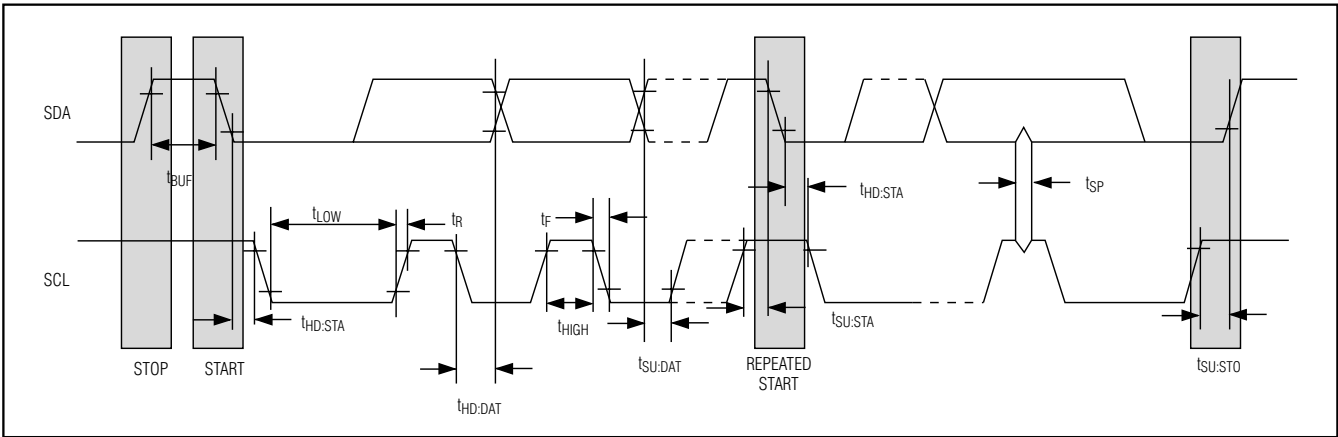 SDA
tBUF
tHD:STA
tSP
tLOW
tR
tF
SCL
tHD:STA
tHIGH
tSU:STA
tSU:DAT
tSU:STO
STOP
START
REPEATED
START
tHD:DAT